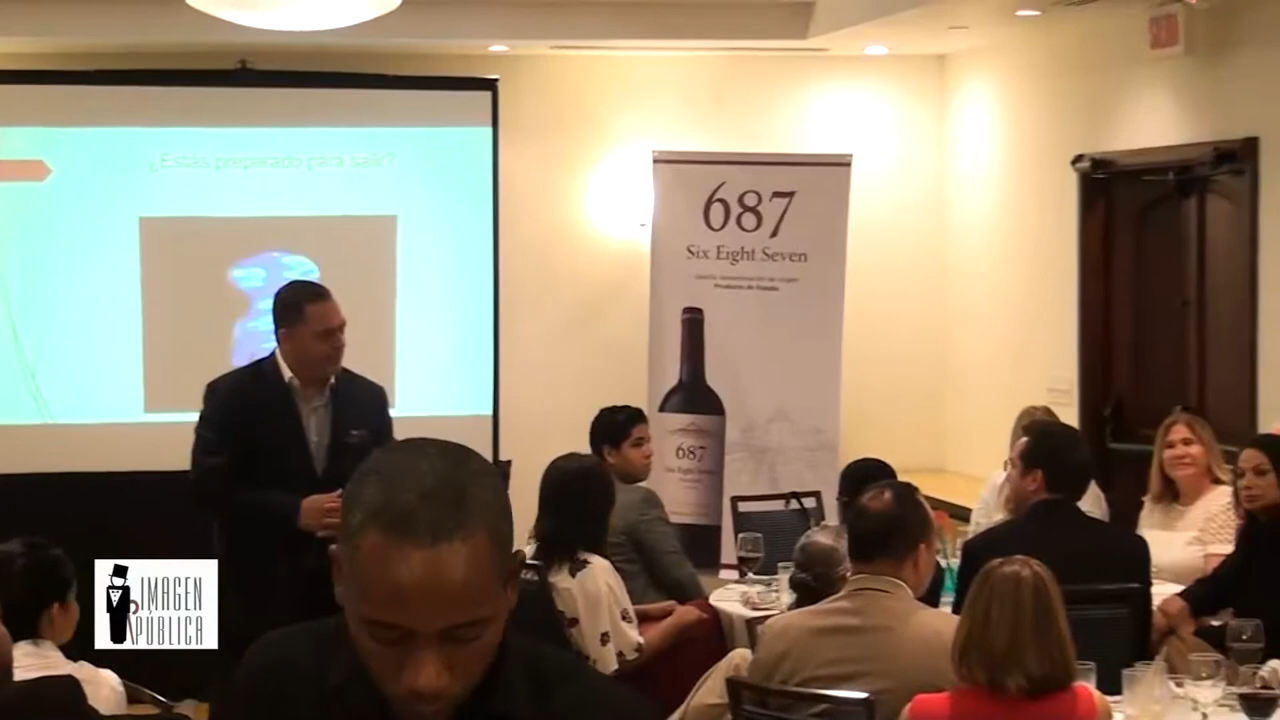 ¿Estás preparado para salir?
687
Six Eight Seven
Producto de España
687
Six Eight Seven
IMAGEN
PÚBLICA